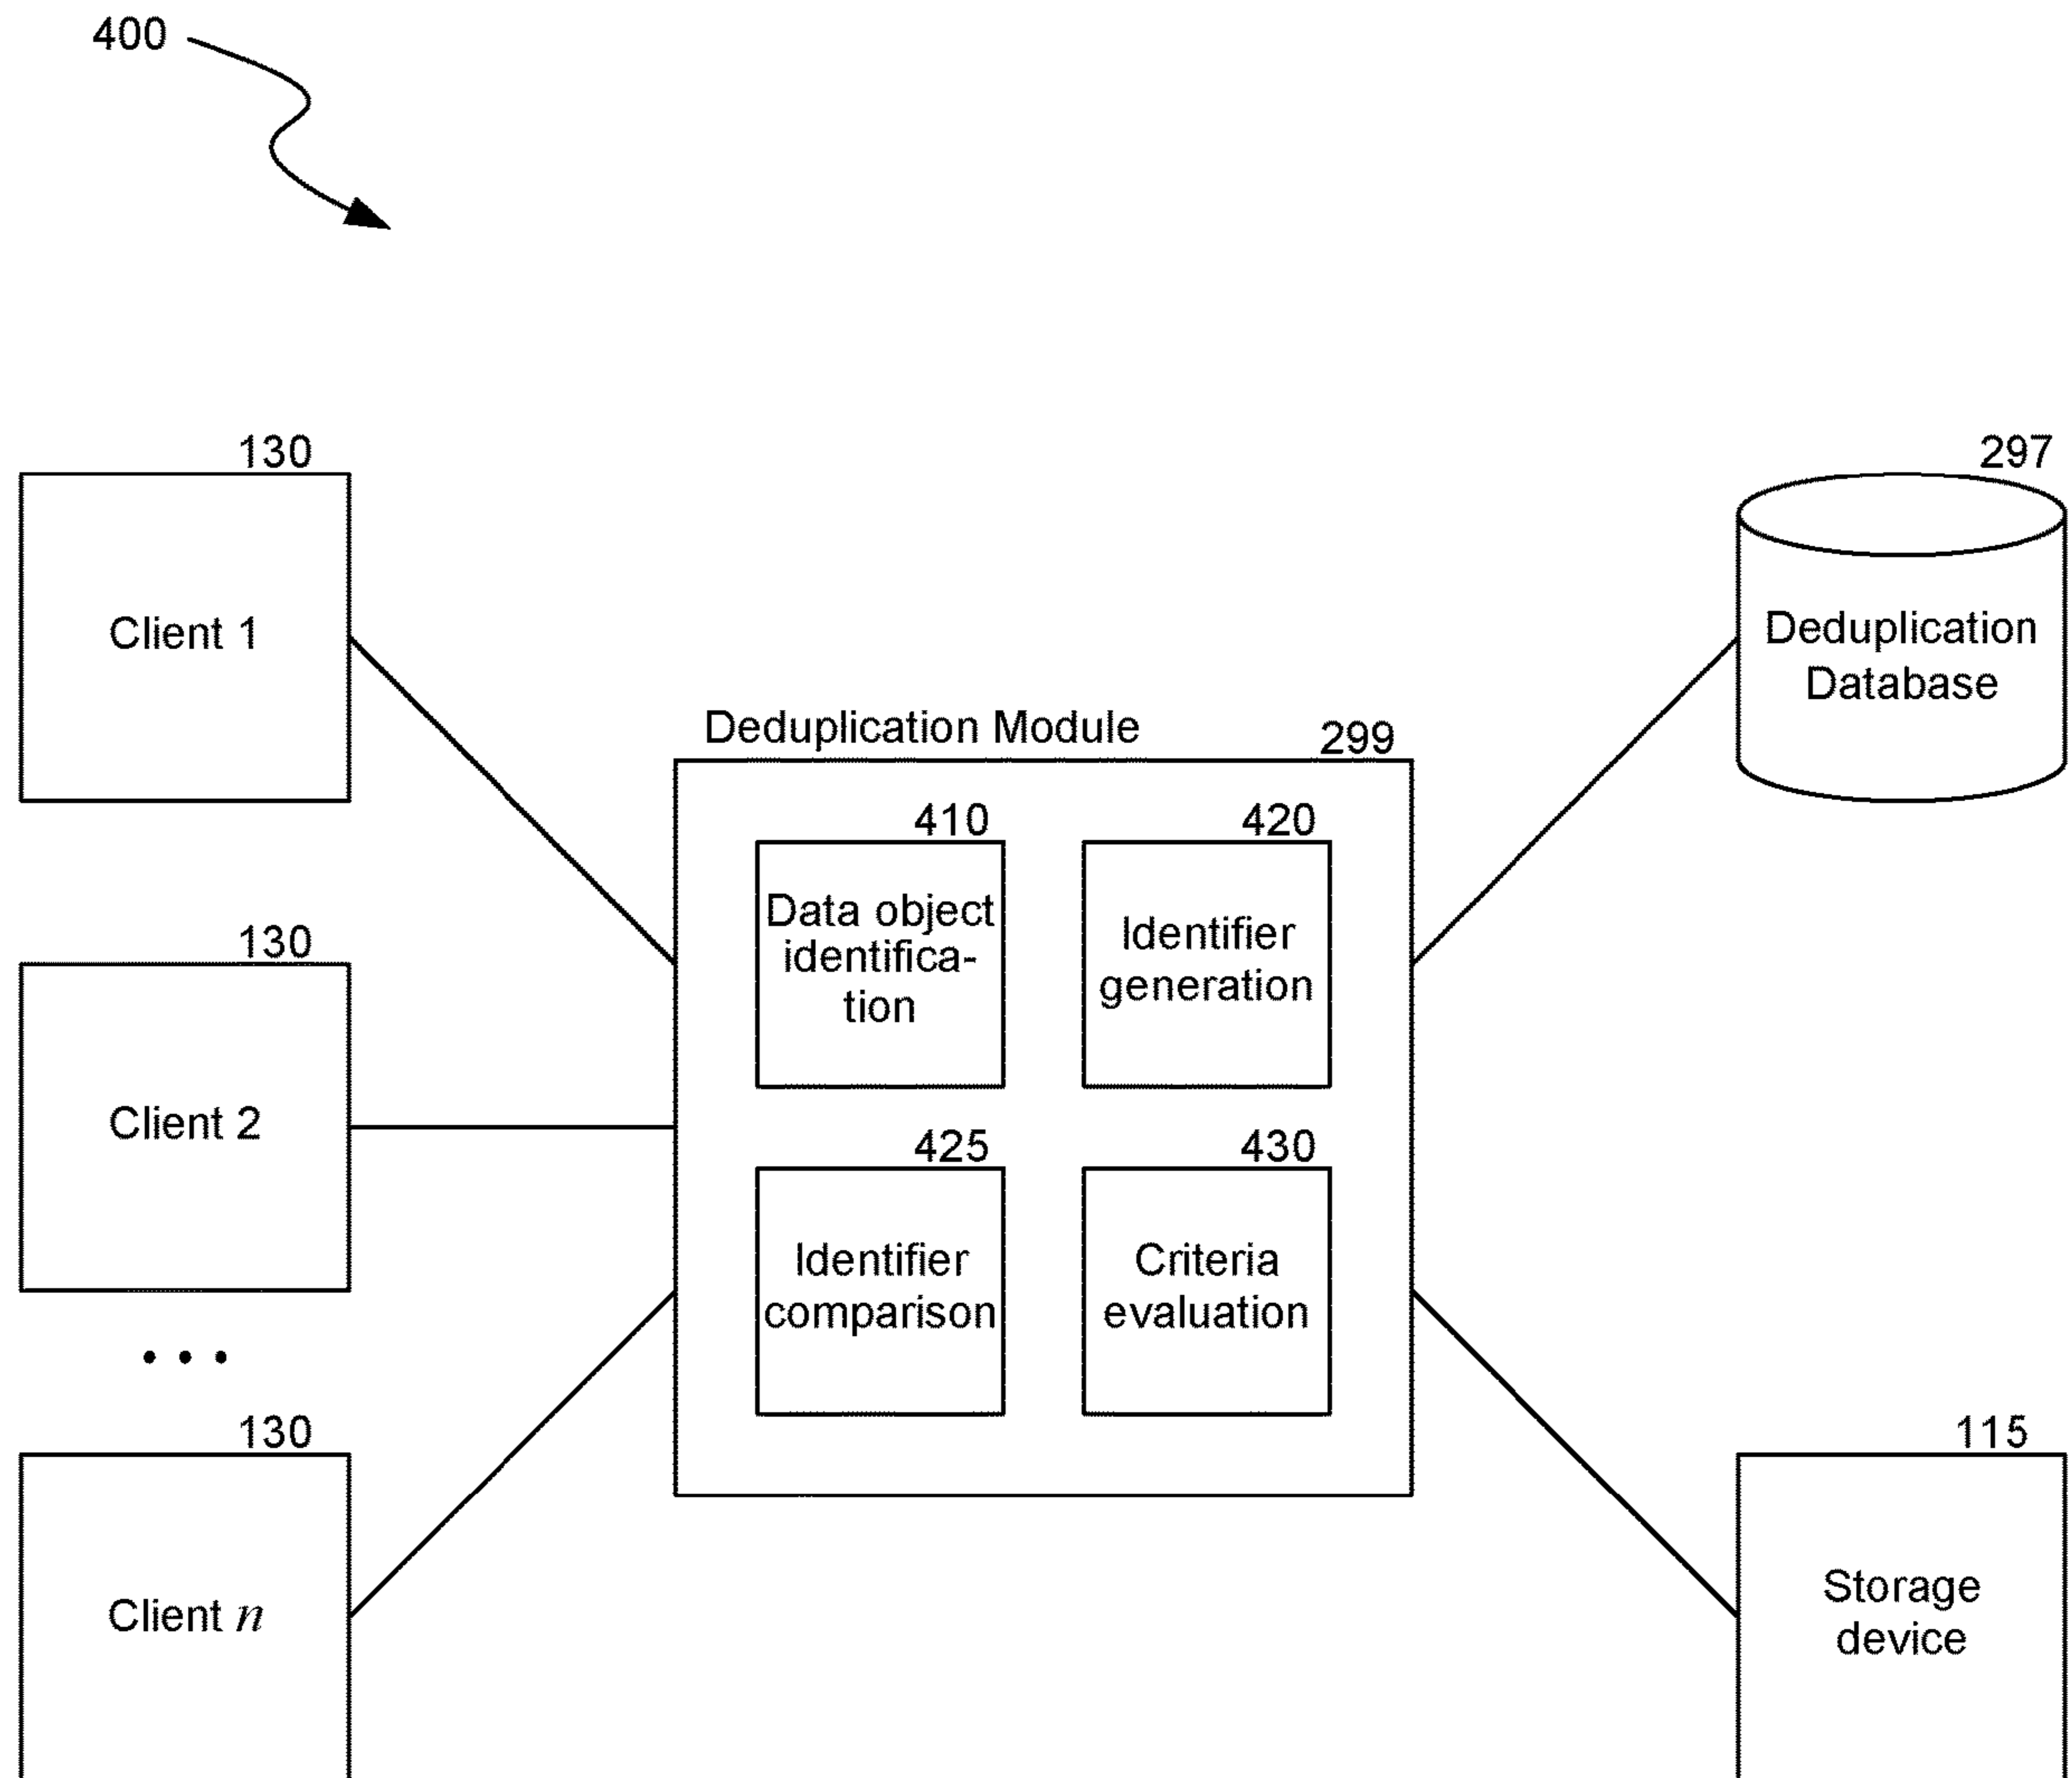 400
130
Client 1
297
Deduplication
Database
Deduplication Module
299
410
Data object
identifica-
tion
420
Identifier
generation
130
Client 2
425
Identifier
comparison
430
Criteria
evaluation
• • •
130
Client n
115
Storage
device